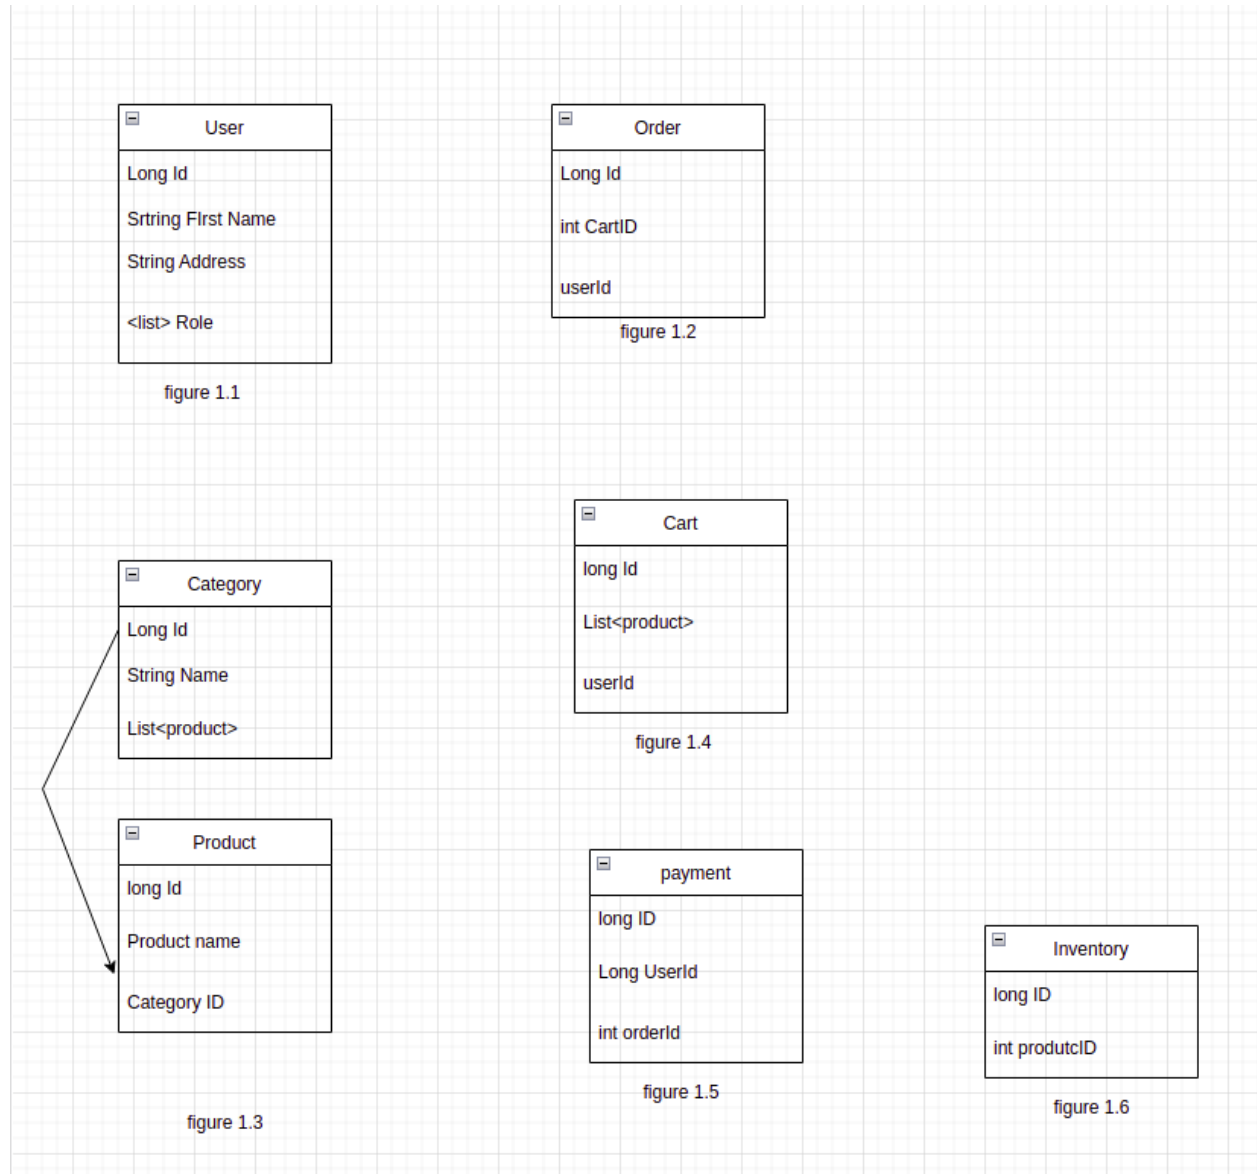 User
Long Id
Srtring FIrst Name
String Address
<list> Role
figure 1.1
Order
Long Id
int CartID
userId
figure 1.2
Category
Long Id
String Name
List<product>
Product
long Id
Product name
Category ID
figure 1.3
Cart
long Id
List<product>
userId
figure 1.4
payment
long ID
Long UserId
int orderId
figure 1.5
Inventory
long ID
int produtcID
figure 1.6